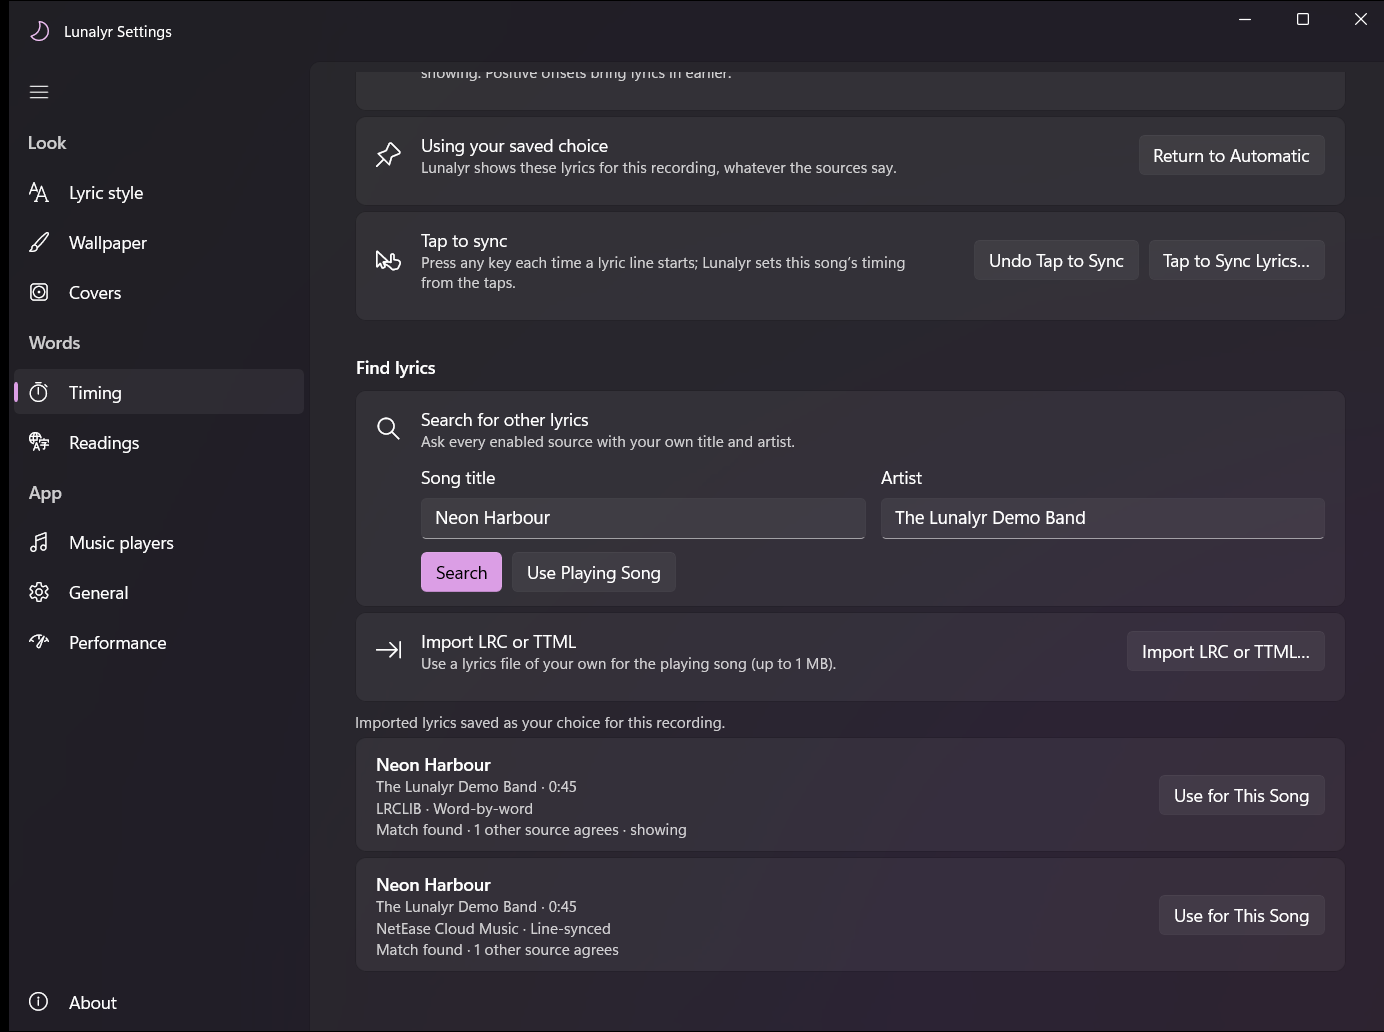 Lunalyr Settings
showing. Positive offsets bring lyrics in earlier.
Look
Using your saved choice
Lunalyr shows these lyrics for this recording, whatever the sources say.
Return to Automatic
Lyric style
Wallpaper
Tap to sync
Press any key each time a lyric line starts; Lunalyr sets this song’s timing
from the taps.
Undo Tap to Sync
Tap to Sync Lyrics...
Covers
Words
Find lyrics
Timing
Search for other lyrics
Ask every enabled source with your own title and artist.
Readings
Song title
Artist
App
Neon Harbour
The Lunalyr Demo Band
Music players
Search
Use Playing Song
General
Performance
Import LRC or TTML
Use a lyrics file of your own for the playing song (up to 1 MB).
Import LRC or TTML...
Imported lyrics saved as your choice for this recording.
Neon Harbour
The Lunalyr Demo Band · 0:45
LRCLIB · Word-by-word
Match found · 1 other source agrees · showing
Use for This Song
Neon Harbour
The Lunalyr Demo Band · 0:45
NetEase Cloud Music · Line-synced
Match found · 1 other source agrees
Use for This Song
About